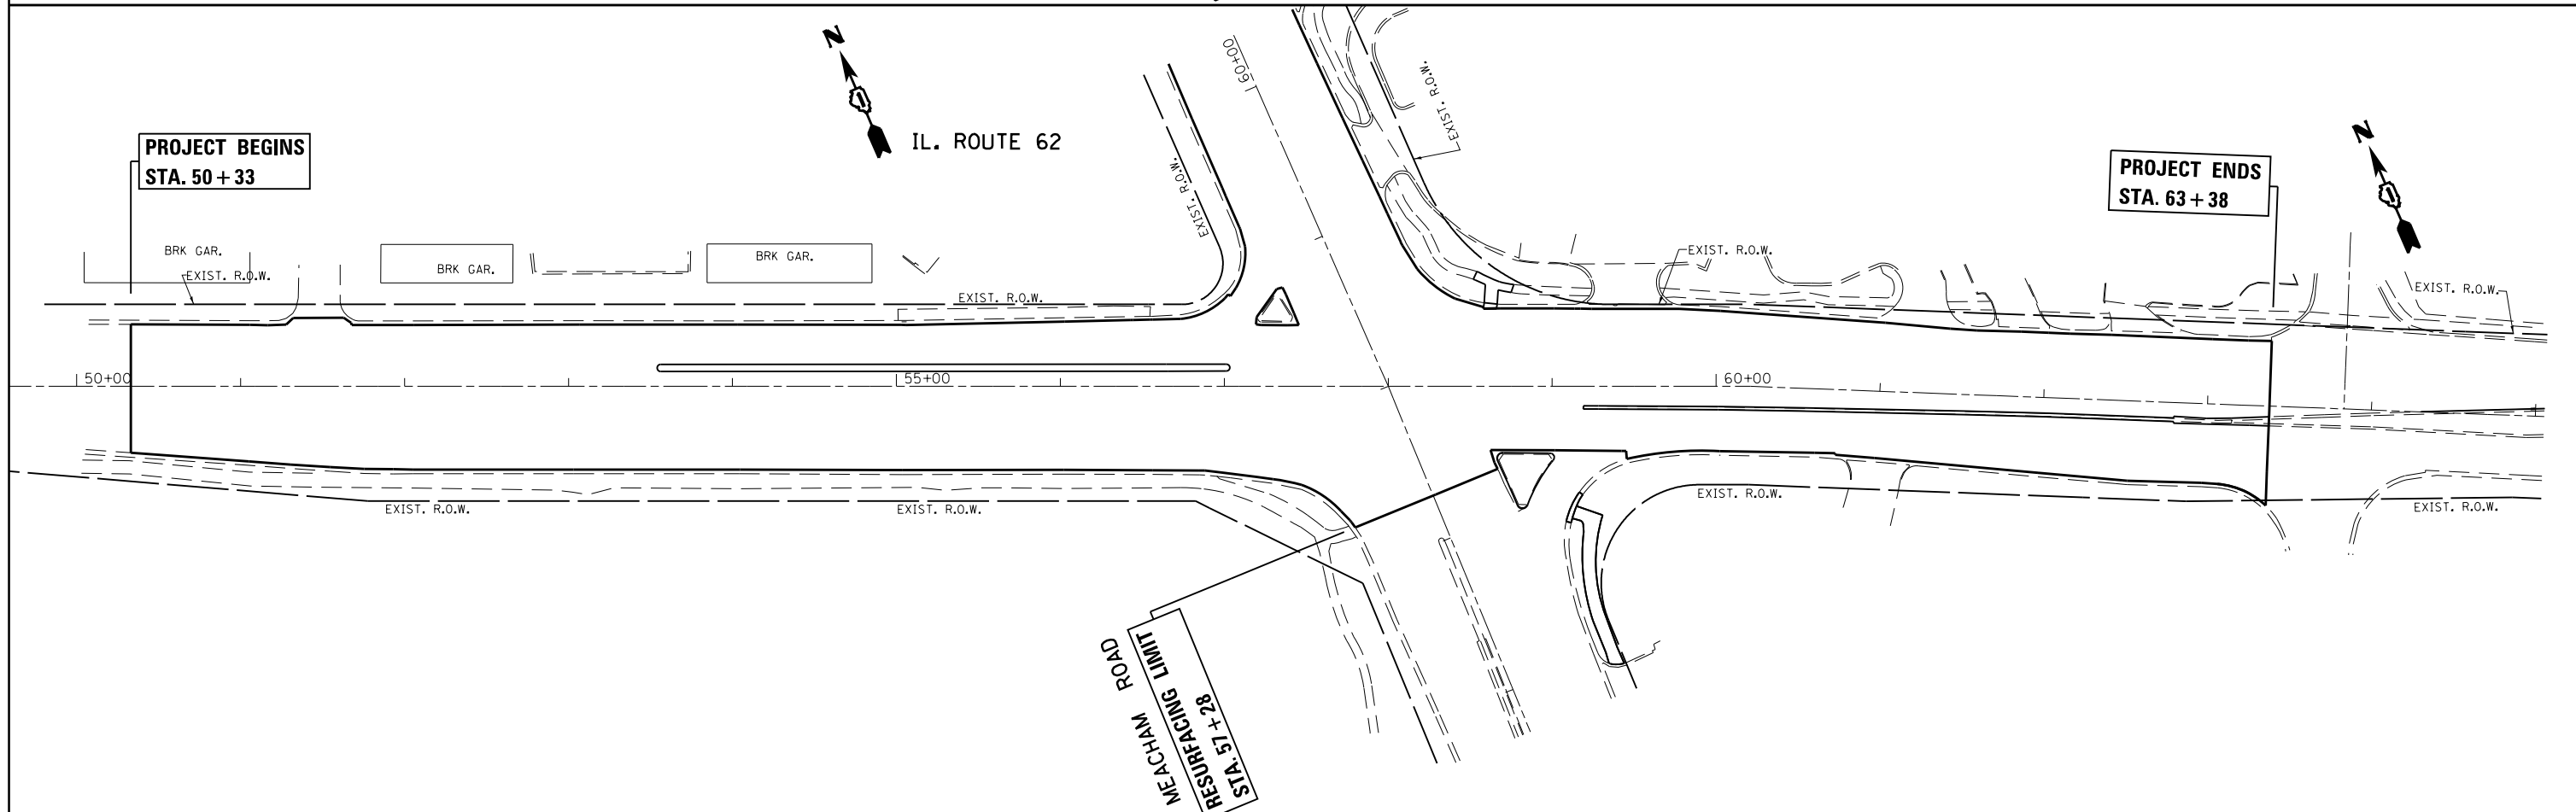 N
60+00
EXIST. R.O.W.
N
PROJECT BEGINS
STA. 50+33
IL. ROUTE 62
PROJECT ENDS
STA. 63+38
EXIST. R.O.W.
BRK GAR.
EXIST. R.O.W.
BRK GAR.
BRK GAR.
EXIST. R.O.W.
EXIST. R.O.W.
EXIST. R.O.W.
50+00
55+00
60+00
EXIST. R.O.W.
EXIST. R.O.W.
EXIST. R.O.W.
EXIST. R.O.W.
MEACHAM ROAD
RESURFACING LIMIT
STA. 57+28